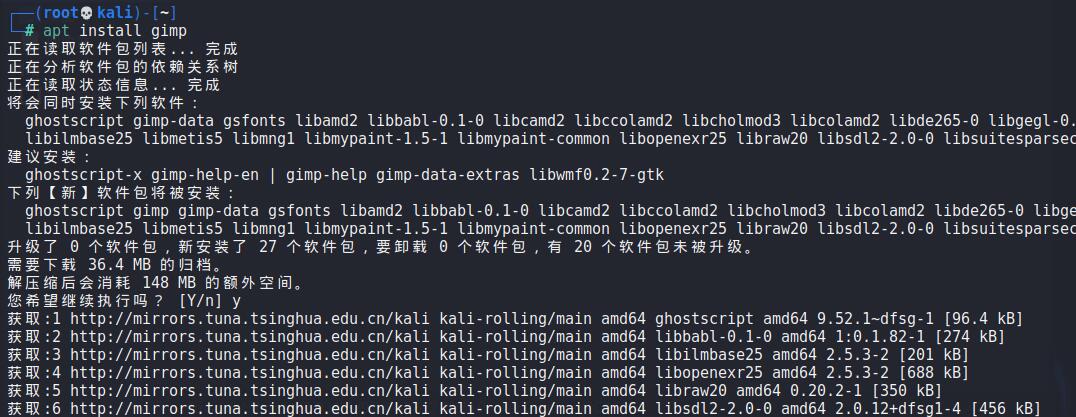 ┌──(root💀kali)-[~]
└─# apt install gimp
正在读取软件包列表... 完成
正在分析软件包的依赖关系树
正在读取状态信息... 完成
将会同时安装下列软件：
  ghostscript gimp-data gsfonts libamd2 libbabl-0.1-0 libcamd2 libccolamd2 libcholmod3 libcolamd2 libde265-0 libgegl-0.
  libilmbase25 libmetis5 libmng1 libmypaint-1.5-1 libmypaint-common libopenexr25 libraw20 libsdl2-2.0-0 libsuitesparsec
建议安装：
  ghostscript-x gimp-help-en | gimp-help gimp-data-extras libwmf0.2-7-gtk
下列【新】软件包将被安装：
  ghostscript gimp gimp-data gsfonts libamd2 libbabl-0.1-0 libcamd2 libccolamd2 libcholmod3 libcolamd2 libde265-0 libge
  libilmbase25 libmetis5 libmng1 libmypaint-1.5-1 libmypaint-common libopenexr25 libraw20 libsdl2-2.0-0 libsuitesparsec
升级了 0 个软件包，新安装了 27 个软件包，要卸载 0 个软件包，有 20 个软件包未被升级。
需要下载 36.4 MB 的归档。
解压缩后会消耗 148 MB 的额外空间。
您希望继续执行吗？ [Y/n] y
获取:1 http://mirrors.tuna.tsinghua.edu.cn/kali kali-rolling/main amd64 ghostscript amd64 9.52.1~dfsg-1 [96.4 kB]
获取:2 http://mirrors.tuna.tsinghua.edu.cn/kali kali-rolling/main amd64 libbabl-0.1-0 amd64 1:0.1.82-1 [274 kB]
获取:3 http://mirrors.tuna.tsinghua.edu.cn/kali kali-rolling/main amd64 libilmbase25 amd64 2.5.3-2 [201 kB]
获取:4 http://mirrors.tuna.tsinghua.edu.cn/kali kali-rolling/main amd64 libopenexr25 amd64 2.5.3-2 [688 kB]
获取:5 http://mirrors.tuna.tsinghua.edu.cn/kali kali-rolling/main amd64 libraw20 amd64 0.20.2-1 [350 kB]
获取:6 http://mirrors.tuna.tsinghua.edu.cn/kali kali-rolling/main amd64 libsdl2-2.0-0 amd64 2.0.12+dfsg1-4 [456 kB]